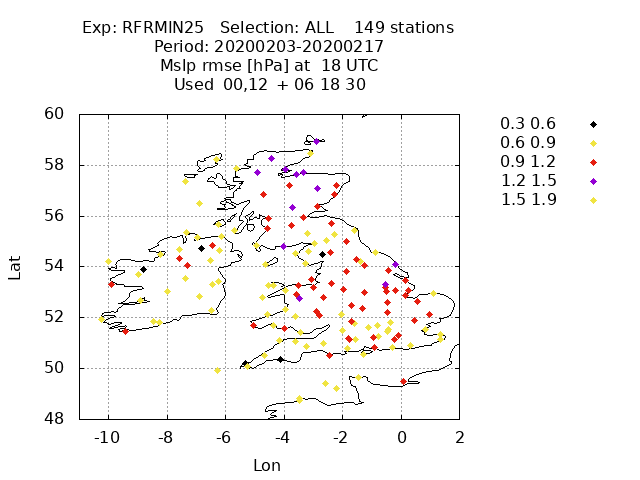 Exp: RFRMIN25 Selection: ALL 149 stations
Period: 20200203-20200217
Mslp rmse [hPa] at 18 UTC
Used 00,12 + 06 18 30
60
58
56
54
52
50
48
Lat
-10 -8 -6 -4 -2 0 2
Lon
0.3 0.6
0.6 0.9
0.9 1.2
1.2 1.5
1.5 1.9